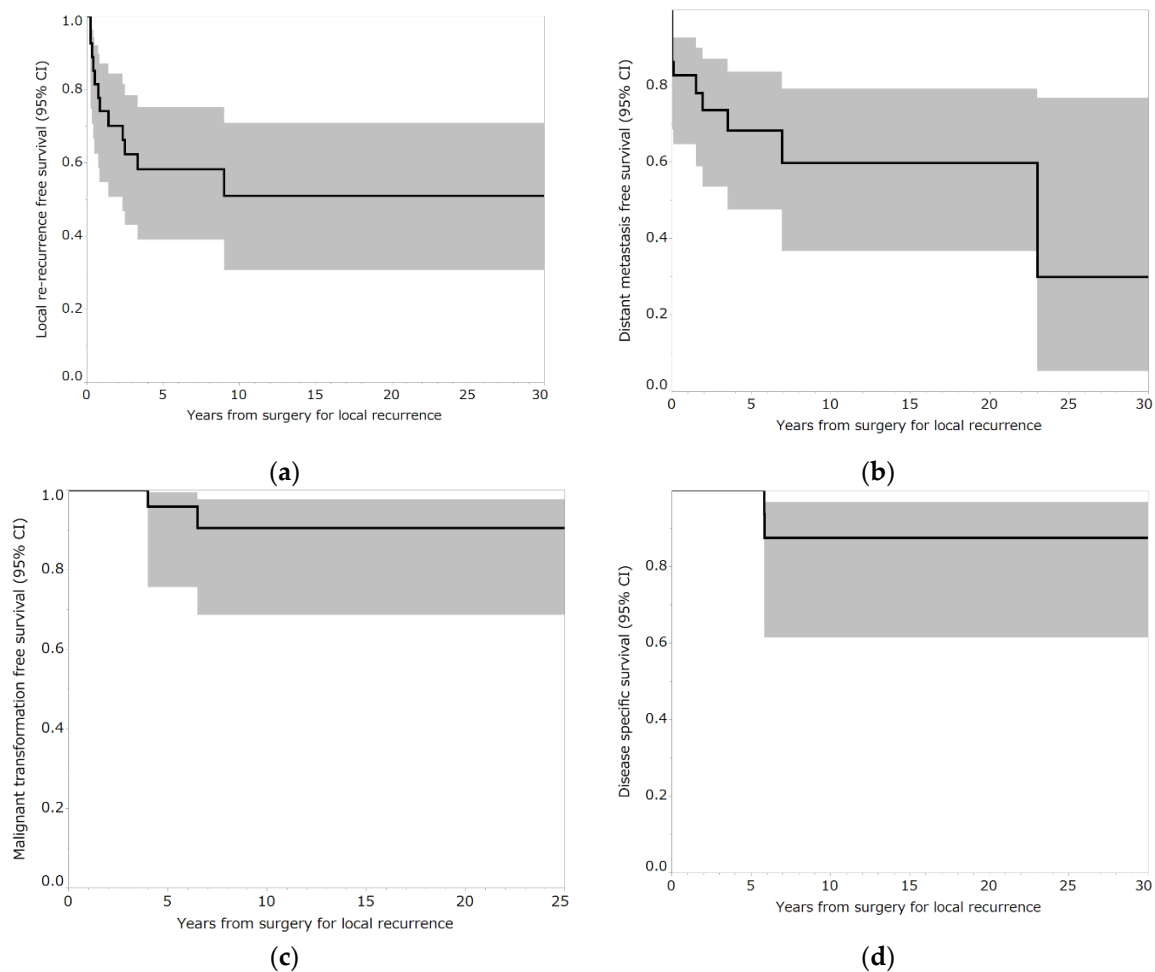 Local re-recurrence free survival (95% CI)
1.0
0.8
0.6
0.4
0.2
0.0
0 5 10 15 20 25 30
Years from surgery for local recurrence
(a)
Distant metastasis free survival (95% CI)
0.8
0.6
0.4
0.2
0.0
0 5 10 15 20 25 30
Years from surgery for local recurrence
(b)
Malignant transformation free survival (95% CI)
1.0
0.8
0.6
0.4
0.2
0.0
0 5 10 15 20 25
Years from surgery for local recurrence
(c)
Disease specific survival (95% CI)
0.8
0.6
0.4
0.2
0.0
0 5 10 15 20 25 30
Years from surgery for local recurrence
(d)